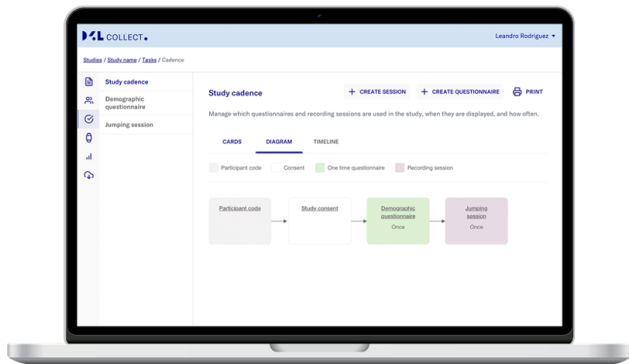 COLLECT.
Leandro Rodriguez
Studies / Study name / Tasks / Cadence
Study cadence
Demographic
questionnaire
Jumping session
Study cadence
+ CREATE SESSION
+ CREATE QUESTIONNAIRE
PRINT
Manage which questionnaires and recording sessions are used in the study, when they are displayed, and how often.
CARDS
DIAGRAM
TIMELINE
Participant code
Consent
One time questionnaire
Recording session
Participant code
Study consent
Demographic
questionnaire
Once
Jumping
session
Once